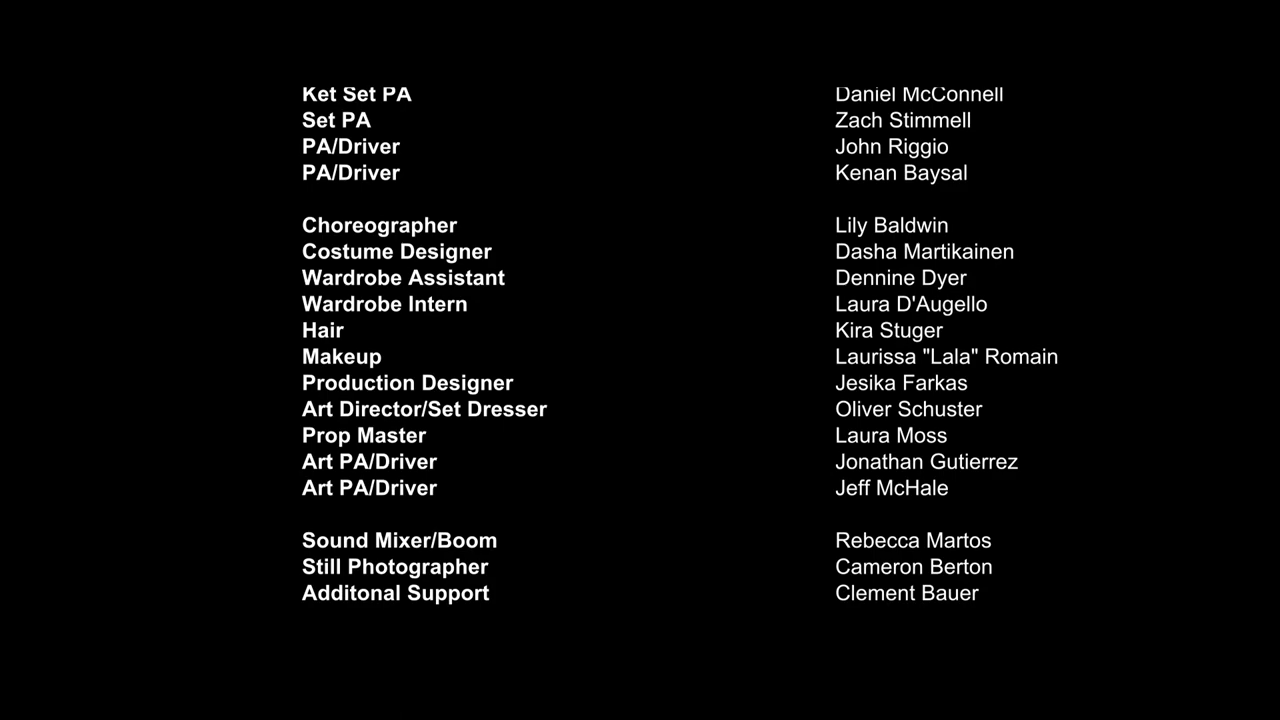 Ket Set PA Daniel McConnell
Set PA Zach Stimmell
PA/Driver John Riggio
PA/Driver Kenan Baysal
Choreographer Lily Baldwin
Costume Designer Dasha Martikainen
Wardrobe Assistant Dennine Dyer
Wardrobe Intern Laura D'Augello
Hair Kira Stuger
Makeup Laurissa "Lala" Romain
Production Designer Jesika Farkas
Art Director/Set Dresser Oliver Schuster
Prop Master Laura Moss
Art PA/Driver Jonathan Gutierrez
Art PA/Driver Jeff McHale
Sound Mixer/Boom Rebecca Martos
Still Photographer Cameron Berton
Additonal Support Clement Bauer